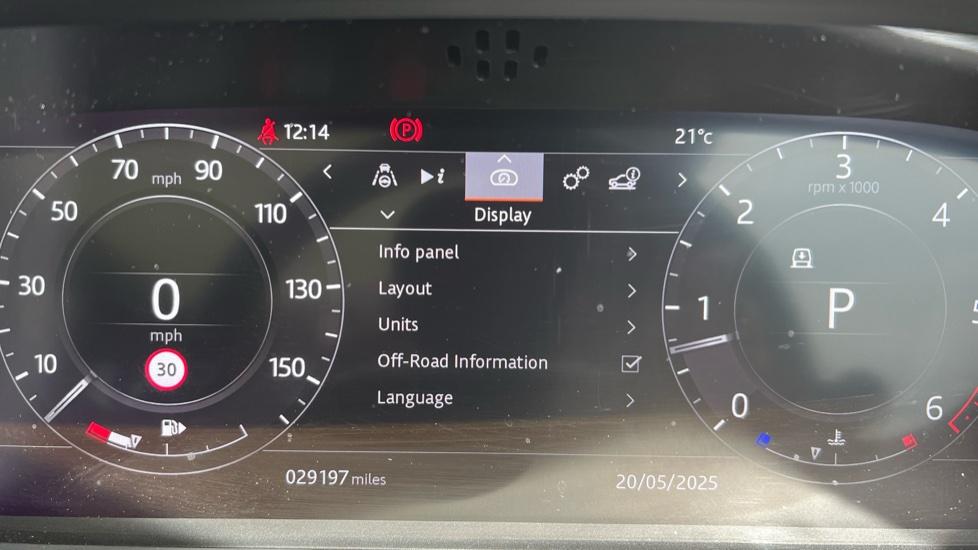 12:14
P
21°c
Display
Info panel
Layout
Units
Off-Road Information
Language
10
30
50
70
mph
90
110
130
150
0
mph
30
0
1
2
3
rpm x 1000
4
5
6
P
029197 miles
20/05/2025